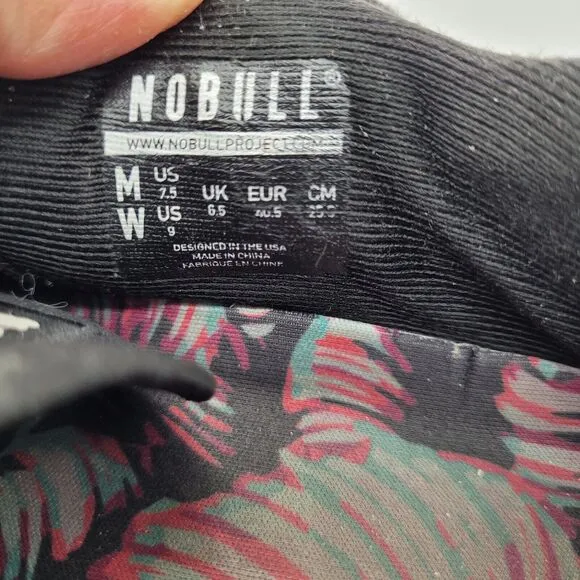 NOBULL®
WWW.NOBULLPROJECT.COM
M US 7.5 UK 6.5 EUR 40.5 CM
W US 9
DESIGNED IN THE USA
MADE IN CHINA
FABRIQUE EN CHINE